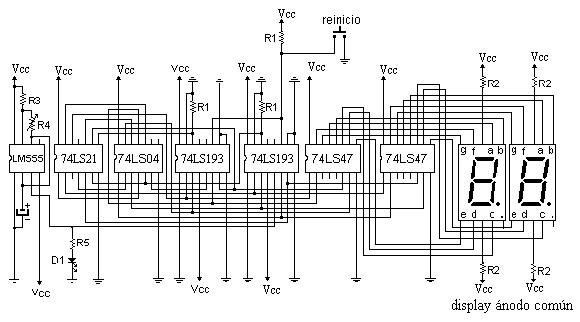 Vcc
reinicio
R1
Vcc Vcc Vcc vcc Vcc Vcc Vcc Vcc Vcc
R3
R4
R1
R1
R2
R2
LM555
74LS21
74LS04
74LS193
74LS193
74LS47
74LS47
g f a b
g f a b
e d c .
e d c .
R5
D1
R2
R2
vcc
vcc
Vcc
Vcc
Vcc
display ánodo común